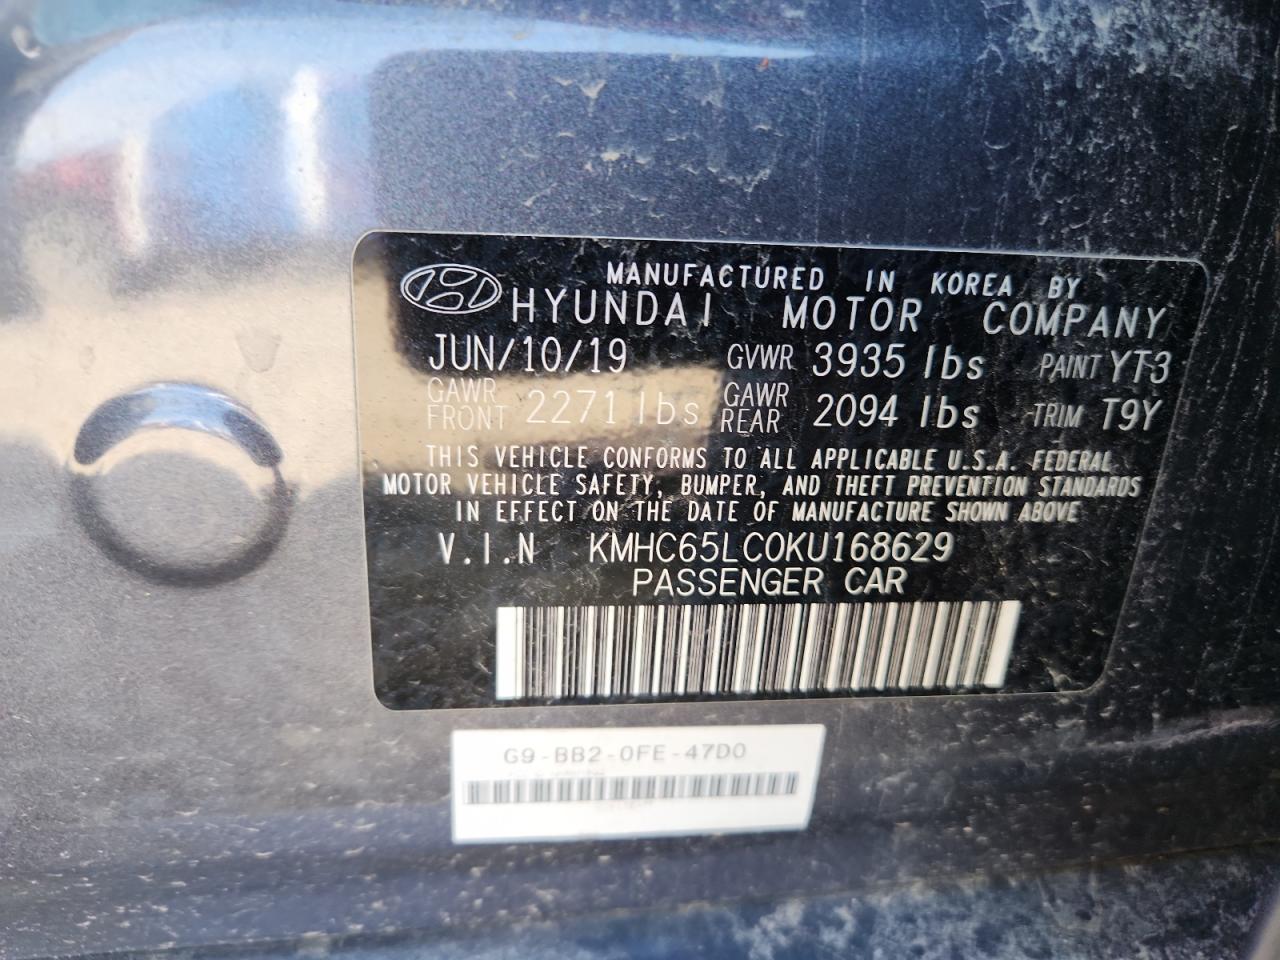 MANUFACTURED IN KOREA BY
HYUNDAI MOTOR COMPANY
JUN/10/19 GVWR 3935 lbs PAINT YT3
GAWR FRONT 2271 lbs GAWR REAR 2094 lbs TRIM T9Y
THIS VEHICLE CONFORMS TO ALL APPLICABLE U.S.A. FEDERAL
MOTOR VEHICLE SAFETY, BUMPER, AND THEFT PREVENTION STANDARDS
IN EFFECT ON THE DATE OF MANUFACTURE SHOWN ABOVE
V.I.N KMHC65LC0KU168629
PASSENGER CAR
G9-BB2-0FE-47D0